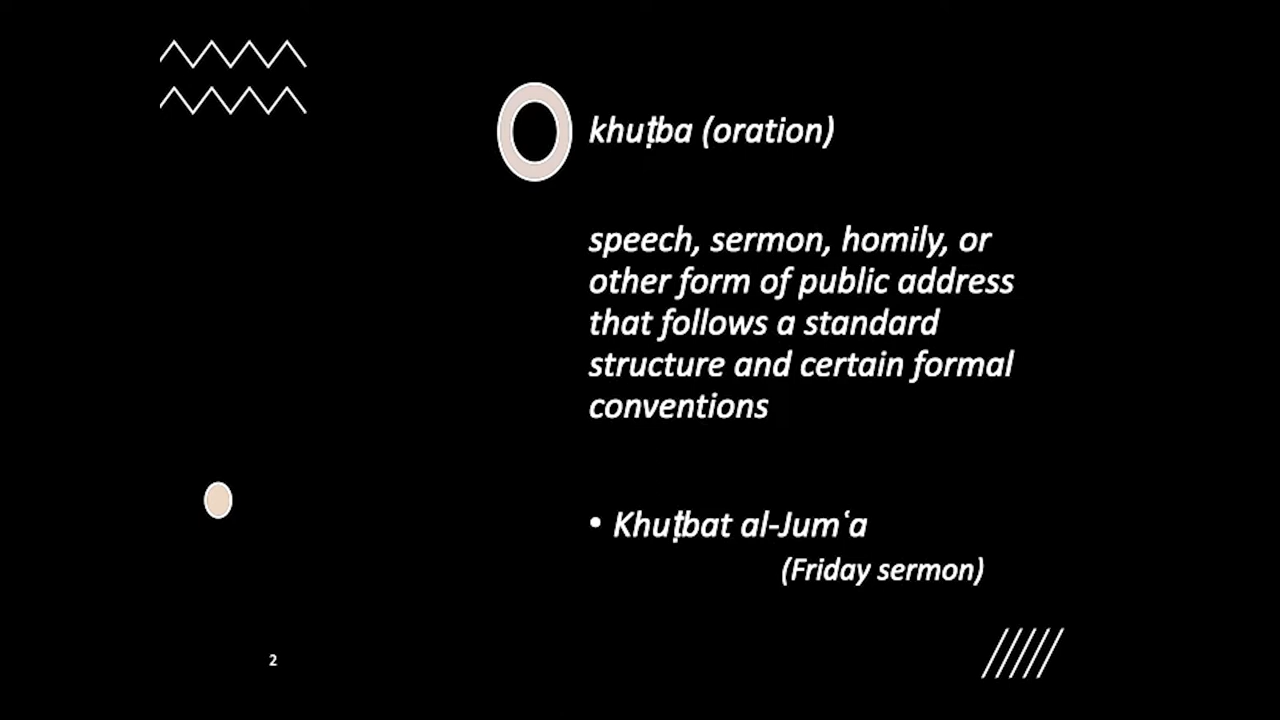 khuṭba (oration)
speech, sermon, homily, or
other form of public address
that follows a standard
structure and certain formal
conventions
• Khuṭbat al-Jumʿa
(Friday sermon)
2